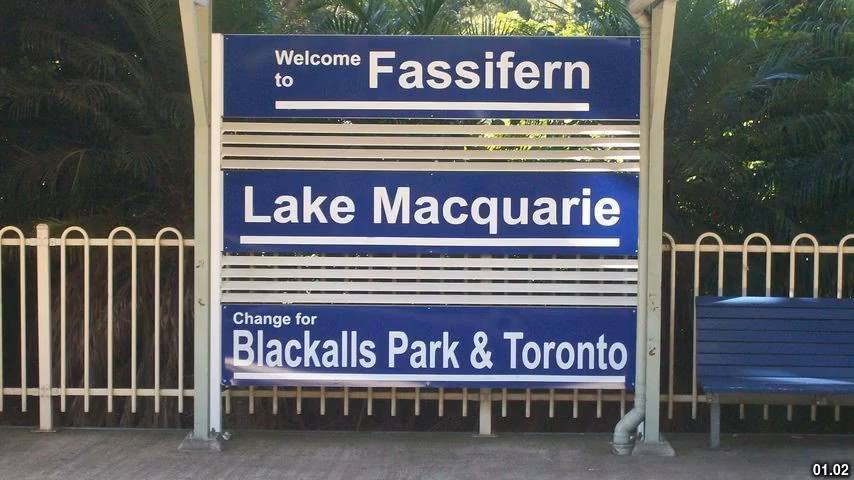 Welcome to Fassifern
Lake Macquarie
Change for
Blackalls Park & Toronto
01.02